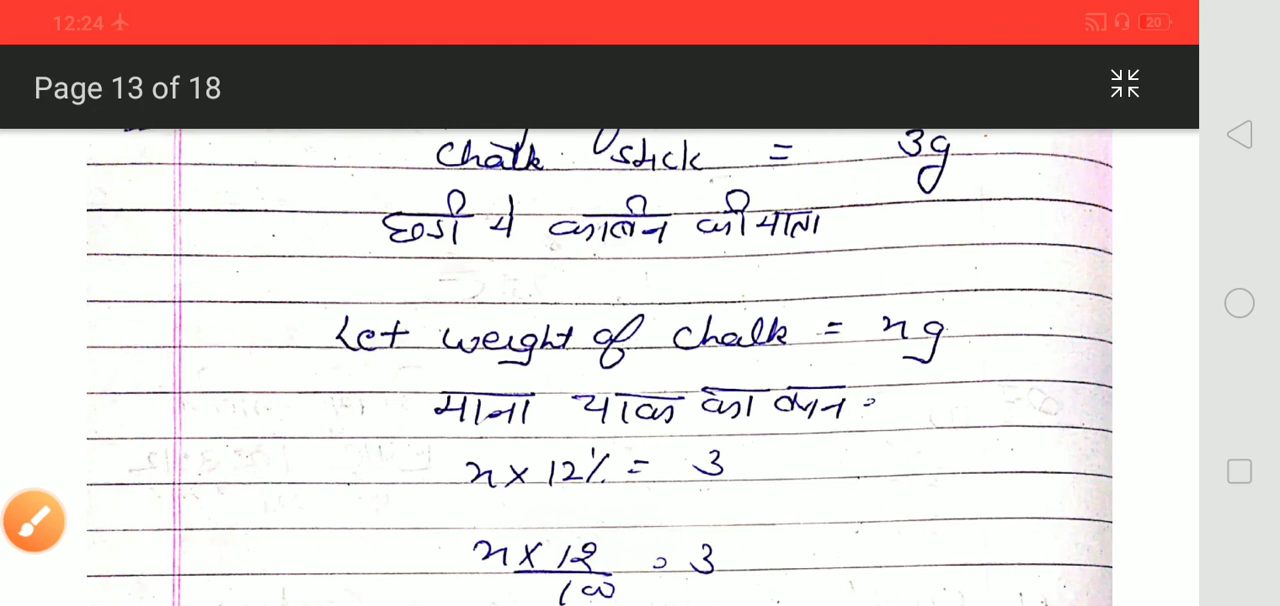 12:24
20
Page 13 of 18
chalk stick = 3g
छड़ी में कार्बन की मात्रा
Let weight of chalk = x g
माना चाक का वजन =
x × 12% = 3
x × 12/100 = 3